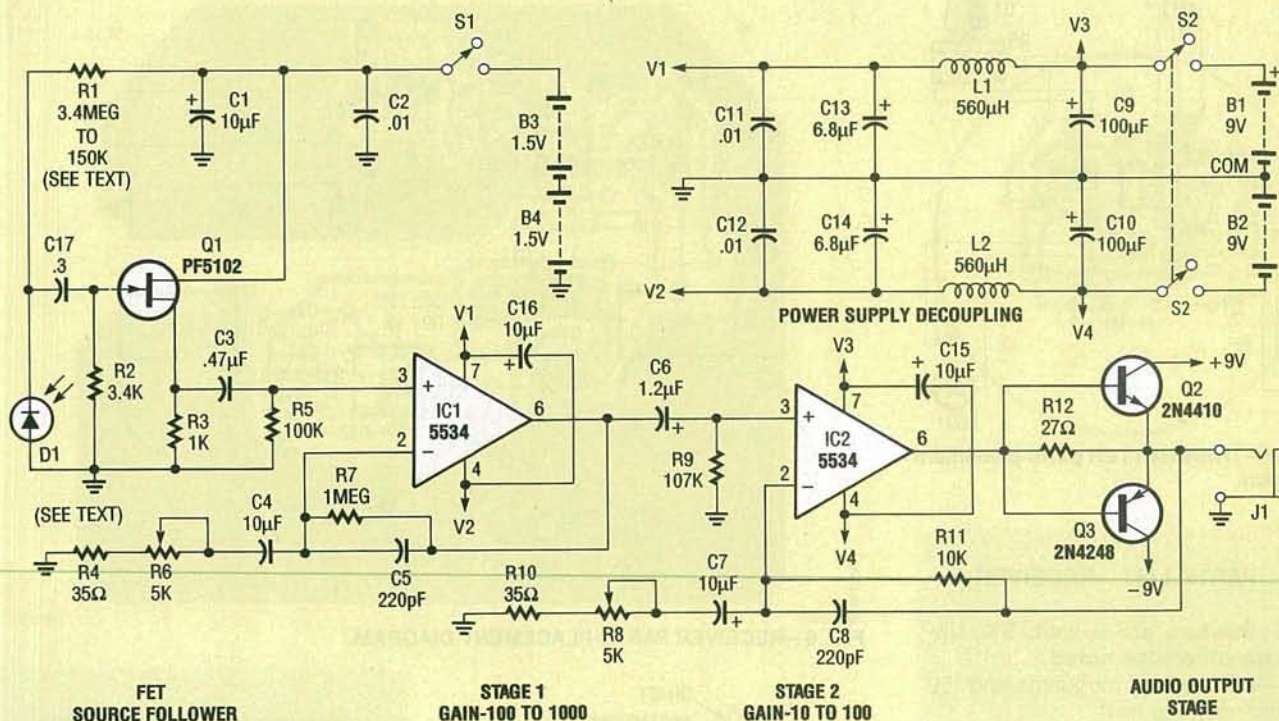 S1
R1
3.4MEG
TO
150K
(SEE TEXT)
+
C1
10µF
C2
.01
B3
1.5V
B4
1.5V
C17
.3
Q1
PF5102
R2
3.4K
D1
C3
.47µF
R3
1K
R5
100K
3
+
2
−
IC1
5534
7
4
6
V1
V2
+
C16
10µF
(SEE TEXT)
R4
35Ω
R6
5K
C4
10µF
R7
1MEG
C5
220pF
V1
V2
C11
.01
C12
.01
C13
6.8µF
+
C14
6.8µF
+
L1
560µH
L2
560µH
V3
V4
+
C9
100µF
+
C10
100µF
S2
S2
+
B1
9V
COM
B2
9V
POWER SUPPLY DECOUPLING
C6
1.2µF
+
R9
107K
3
+
2
−
IC2
5534
7
4
6
V3
V4
+
C15
10µF
R10
35Ω
R8
5K
C7
10µF
+
C8
220pF
R11
10K
R12
27Ω
Q2
2N4410
+9V
Q3
2N4248
−9V
J1
FET
SOURCE FOLLOWER
STAGE 1
GAIN-100 TO 1000
STAGE 2
GAIN-10 TO 100
AUDIO OUTPUT
STAGE